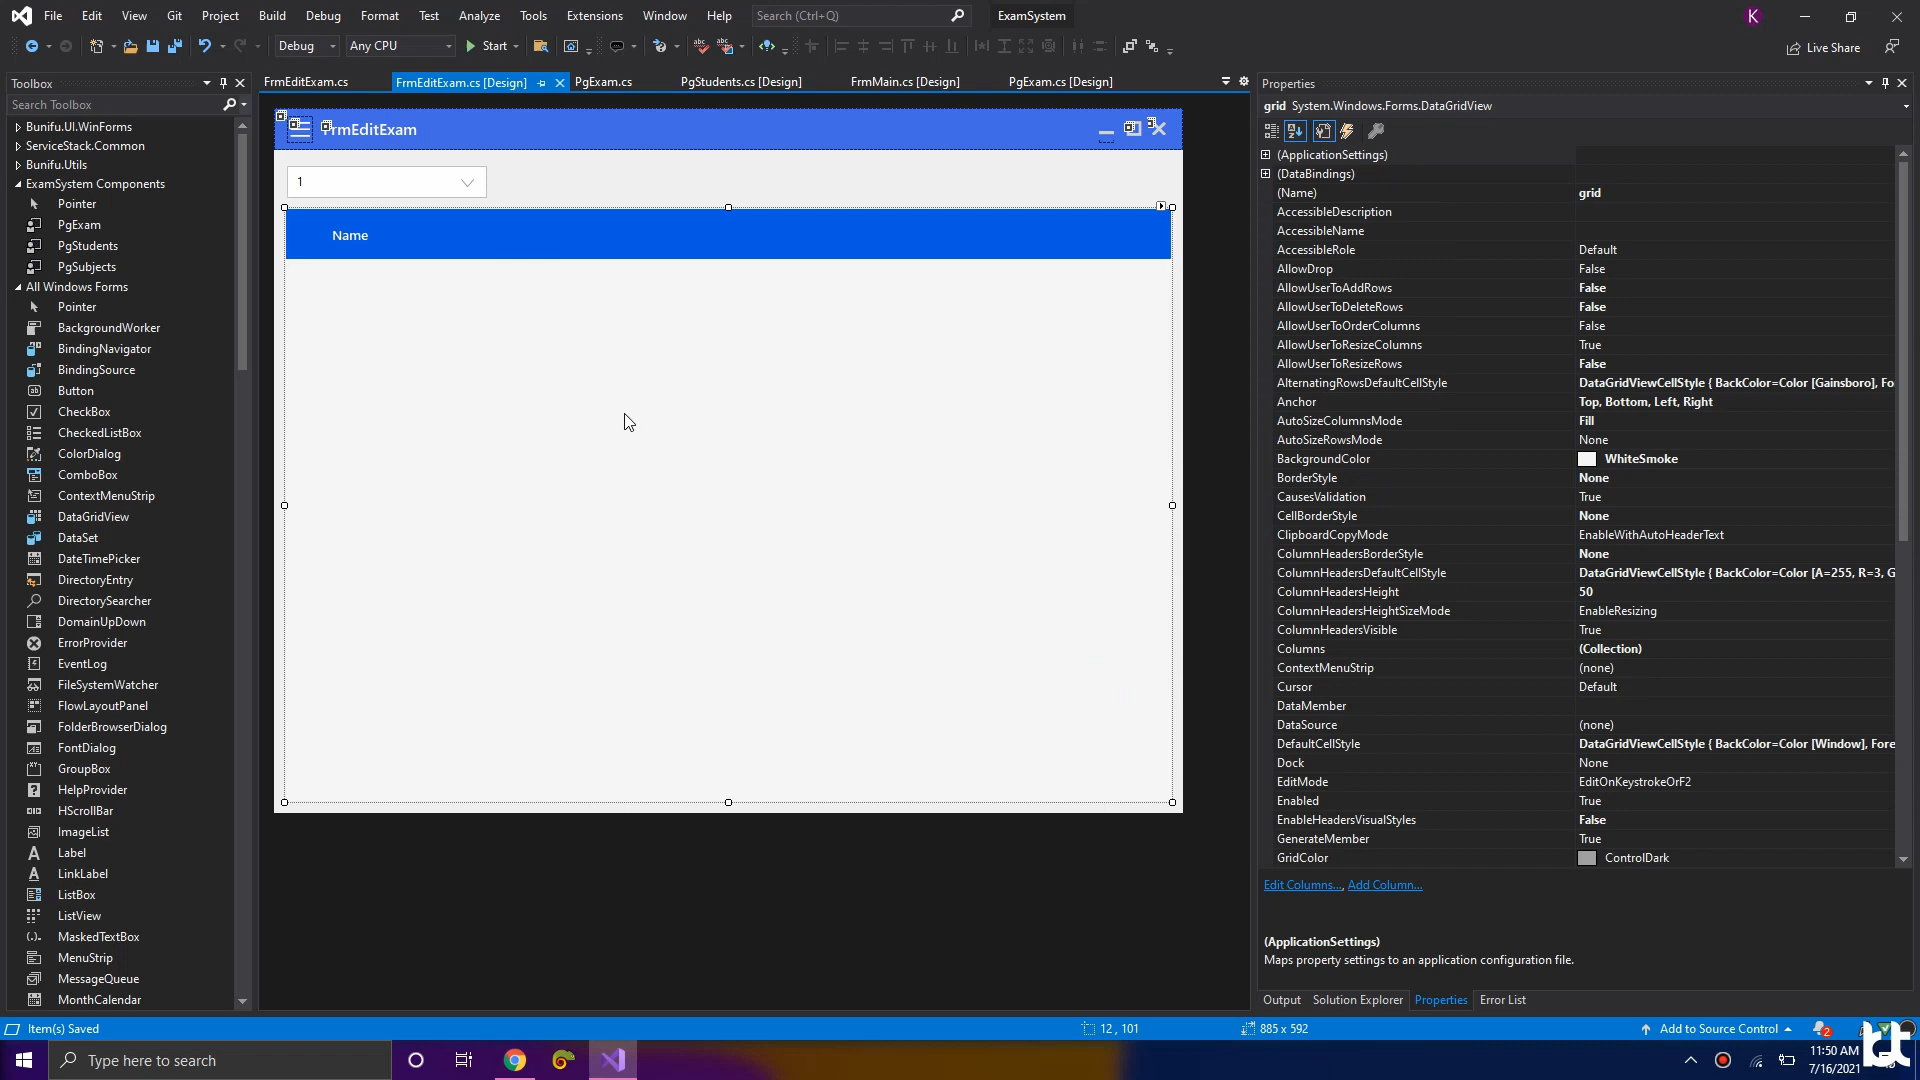 File Edit View Git Project Build Debug Format Test Analyze Tools Extensions Window Help Search (Ctrl+Q) ExamSystem K
Debug Any CPU Start Live Share
Toolbox
FrmEditExam.cs FrmEditExam.cs [Design] PgExam.cs PgStudents.cs [Design] FrmMain.cs [Design] PgExam.cs [Design]
Search Toolbox
Bunifu.UI.WinForms
ServiceStack.Common
Bunifu.Utils
ExamSystem Components
Pointer
PgExam
PgStudents
PgSubjects
All Windows Forms
Pointer
BackgroundWorker
BindingNavigator
BindingSource
Button
CheckBox
CheckedListBox
ColorDialog
ComboBox
ContextMenuStrip
DataGridView
DataSet
DateTimePicker
DirectoryEntry
DirectorySearcher
DomainUpDown
ErrorProvider
EventLog
FileSystemWatcher
FlowLayoutPanel
FolderBrowserDialog
FontDialog
GroupBox
HelpProvider
HScrollBar
ImageList
Label
LinkLabel
ListBox
ListView
MaskedTextBox
MenuStrip
MessageQueue
MonthCalendar
FrmEditExam
1
Name
Properties
grid System.Windows.Forms.DataGridView
(ApplicationSettings)
(DataBindings)
(Name) grid
AccessibleDescription
AccessibleName
AccessibleRole Default
AllowDrop False
AllowUserToAddRows False
AllowUserToDeleteRows False
AllowUserToOrderColumns False
AllowUserToResizeColumns True
AllowUserToResizeRows False
AlternatingRowsDefaultCellStyle DataGridViewCellStyle { BackColor=Color [Gainsboro], Fo
Anchor Top, Bottom, Left, Right
AutoSizeColumnsMode Fill
AutoSizeRowsMode None
BackgroundColor WhiteSmoke
BorderStyle None
CausesValidation True
CellBorderStyle None
ClipboardCopyMode EnableWithAutoHeaderText
ColumnHeadersBorderStyle None
ColumnHeadersDefaultCellStyle DataGridViewCellStyle { BackColor=Color [A=255, R=3, G
ColumnHeadersHeight 50
ColumnHeadersHeightSizeMode EnableResizing
ColumnHeadersVisible True
Columns (Collection)
ContextMenuStrip (none)
Cursor Default
DataMember
DataSource (none)
DefaultCellStyle DataGridViewCellStyle { BackColor=Color [Window], Fore
Dock None
EditMode EditOnKeystrokeOrF2
Enabled True
EnableHeadersVisualStyles False
GenerateMember True
GridColor ControlDark
Edit Columns..., Add Column...
(ApplicationSettings)
Maps property settings to an application configuration file.
Output Solution Explorer Properties Error List
Item(s) Saved 12 , 101 885 x 592 Add to Source Control 2
Type here to search
11:50 AM
7/16/2021